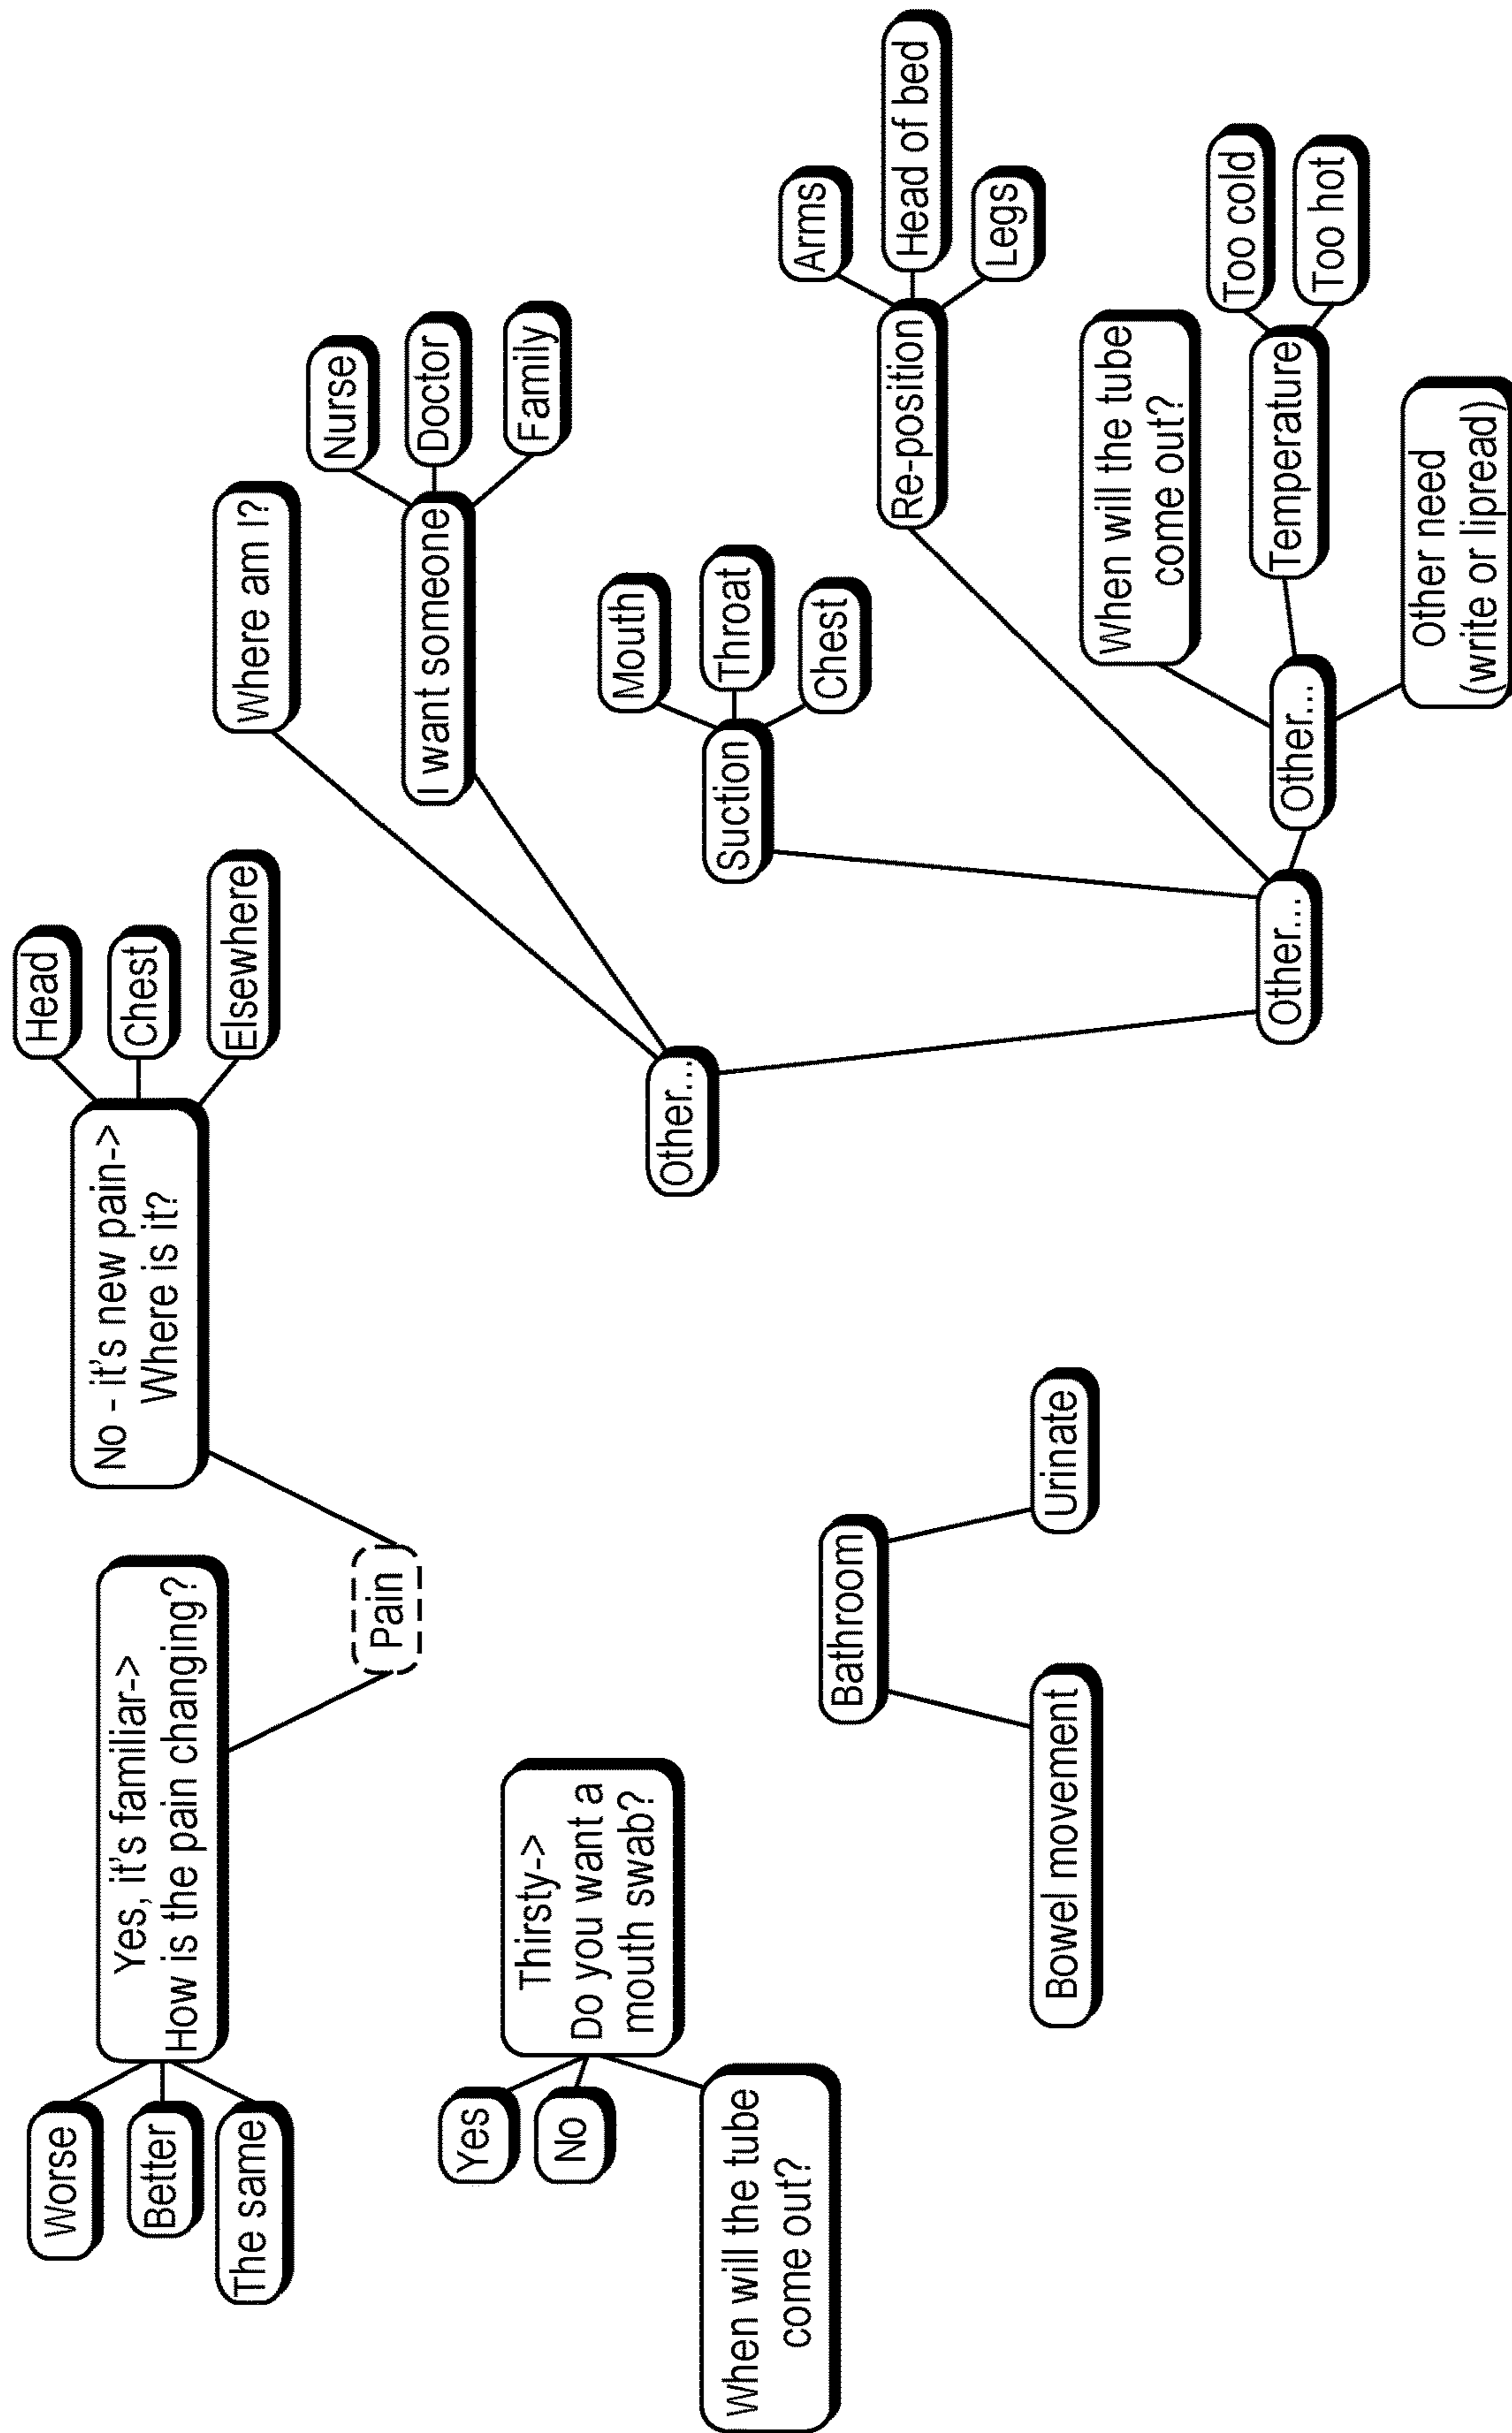 Worse
Better
The same
Yes, it's familiar->
How is the pain changing?
No - it's new pain->
Where is it?
Head
Chest
Elsewhere
Pain
Yes
No
When will the tube
come out?
Thirsty->
Do you want a
mouth swab?
Bathroom
Bowel movement
Urinate
Other...
Where am I?
I want someone
Nurse
Doctor
Family
Other...
Suction
Mouth
Throat
Chest
Re-position
Arms
Head of bed
Legs
Other...
When will the tube
come out?
Temperature
Too cold
Too hot
Other need
(write or lipread)